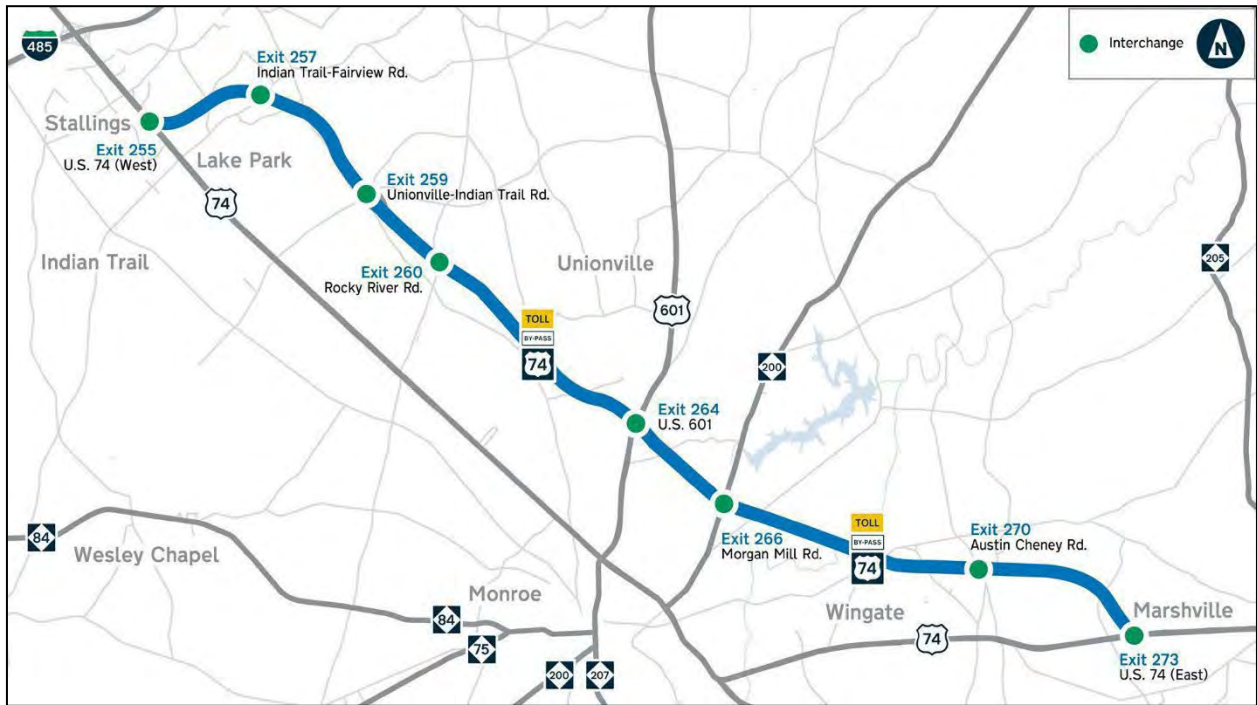 485
Interchange
N
Exit 257
Indian Trail-Fairview Rd.
Stallings
Exit 255
U.S. 74 (West)
Lake Park
74
Exit 259
Unionville-Indian Trail Rd.
Indian Trail
Exit 260
Rocky River Rd.
Unionville
205
601
TOLL
BY-PASS
74
200
Exit 264
U.S. 601
84
Wesley Chapel
Exit 266
Morgan Mill Rd.
TOLL
BY-PASS
74
Exit 270
Austin Cheney Rd.
Monroe
84
75
Wingate
74
Marshville
200
207
Exit 273
U.S. 74 (East)